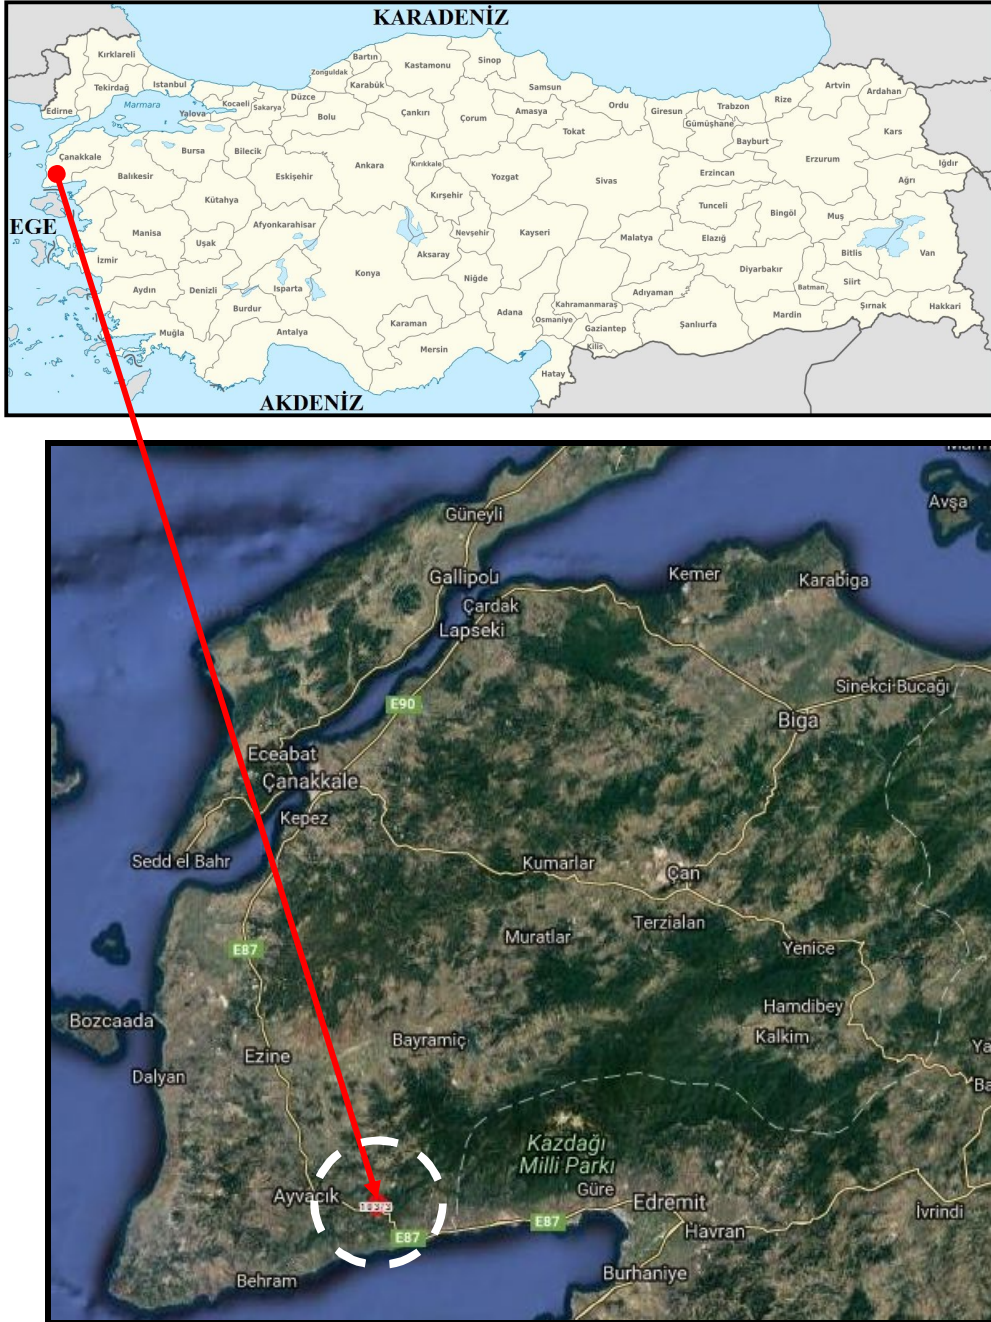 KARADENİZ
Kırklareli
Edirne
Tekirdağ
Istanbul
Marmara
Yalova
Kocaeli
Sakarya
Düzce
Zonguldak
Bartın
Karabük
Bolu
Kastamonu
Çankırı
Sinop
Çorum
Samsun
Amasya
Tokat
Ordu
Giresun
Gümüşhane
Trabzon
Bayburt
Rize
Artvin
Ardahan
Kars
Iğdır
Çanakkale
Balıkesir
Bursa
Bilecik
Eskişehir
Kütahya
Ankara
Kırıkkale
Kırşehir
Yozgat
Sivas
Erzincan
Erzurum
Ağrı
Tunceli
Bingöl
Muş
EGE
Manisa
Uşak
Afyonkarahisar
Aksaray
Nevşehir
Kayseri
Malatya
Elazığ
Bitlis
Van
İzmir
Aydın
Denizli
Isparta
Burdur
Konya
Niğde
Kahramanmaraş
Adıyaman
Diyarbakır
Batman
Siirt
Şırnak
Hakkari
Muğla
Antalya
Karaman
Mersin
Adana
Osmaniye
Gaziantep
Kilis
Şanlıurfa
Mardin
Hatay
AKDENİZ
Avşa
Güneyli
Gallipoli
Çardak
Lapseki
Kemer
Karabiga
Sinekçi Bucağı
E90
Biga
Eceabat
Çanakkale
Kepez
Sedd el Bahr
Kumarlar
Çan
Terzialan
Muratlar
Yenice
E87
Hamdibey
Kalkim
Bozcaada
Bayramiç
Ezine
Dalyan
Ya
Ba
Kazdağı
Milli Parkı
Ayvacık
Güre
Edremit
İvrindi
E87
E87
Havran
Behram
Burhaniye